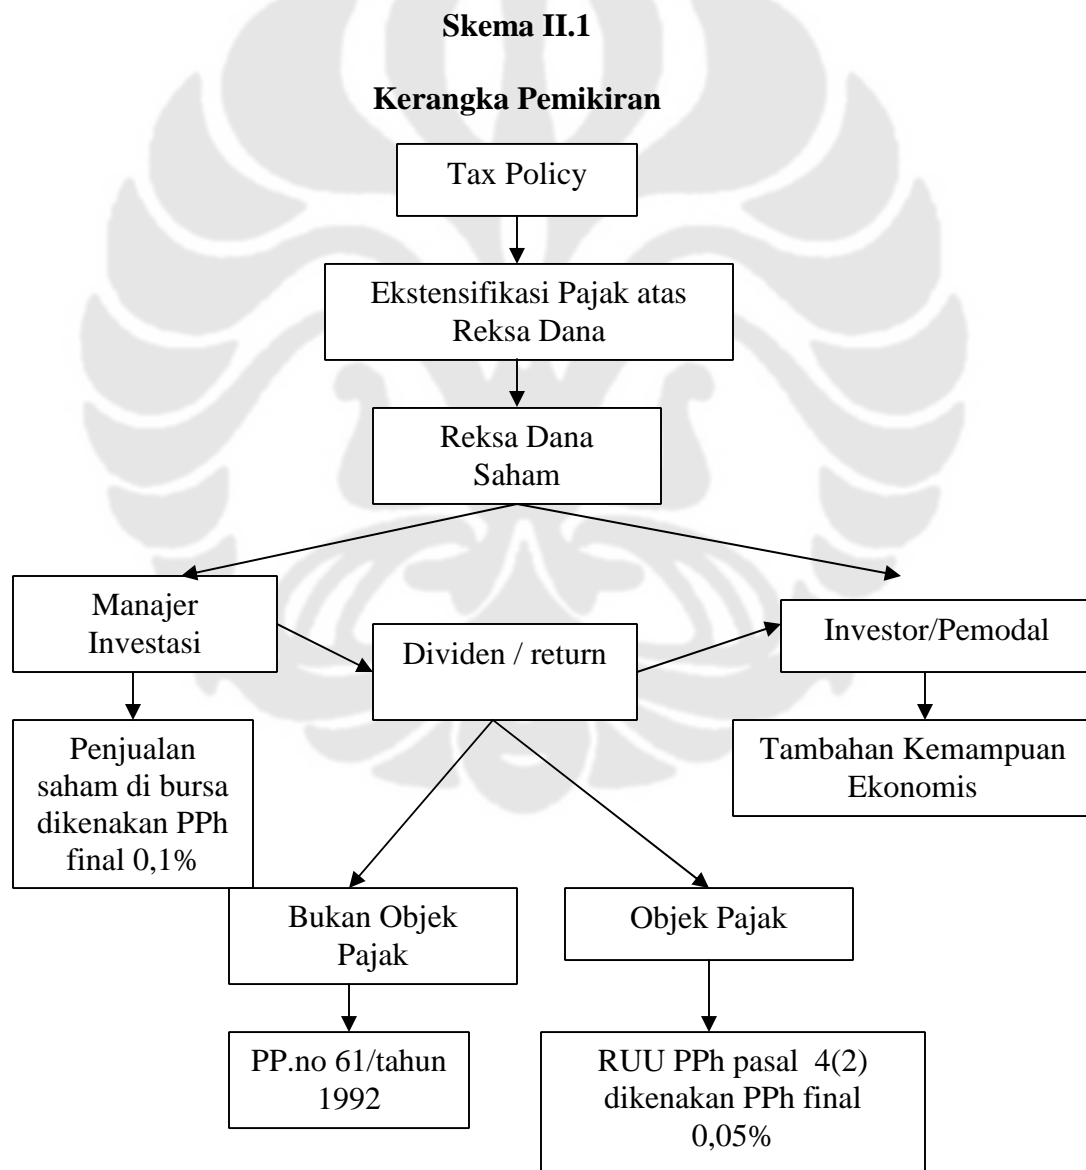 Skema II.1
Kerangka Pemikiran
Tax Policy
Ekstensifikasi Pajak atas
Reksa Dana
Reksa Dana
Saham
Manajer
Investasi
Dividen / return
Investor/Pemodal
Penjualan
saham di bursa
dikenakan PPh
final 0,1%
Tambahan Kemampuan
Ekonomis
Bukan Objek
Pajak
Objek Pajak
PP.no 61/tahun
1992
RUU PPh pasal  4(2)
dikenakan PPh final
0,05%